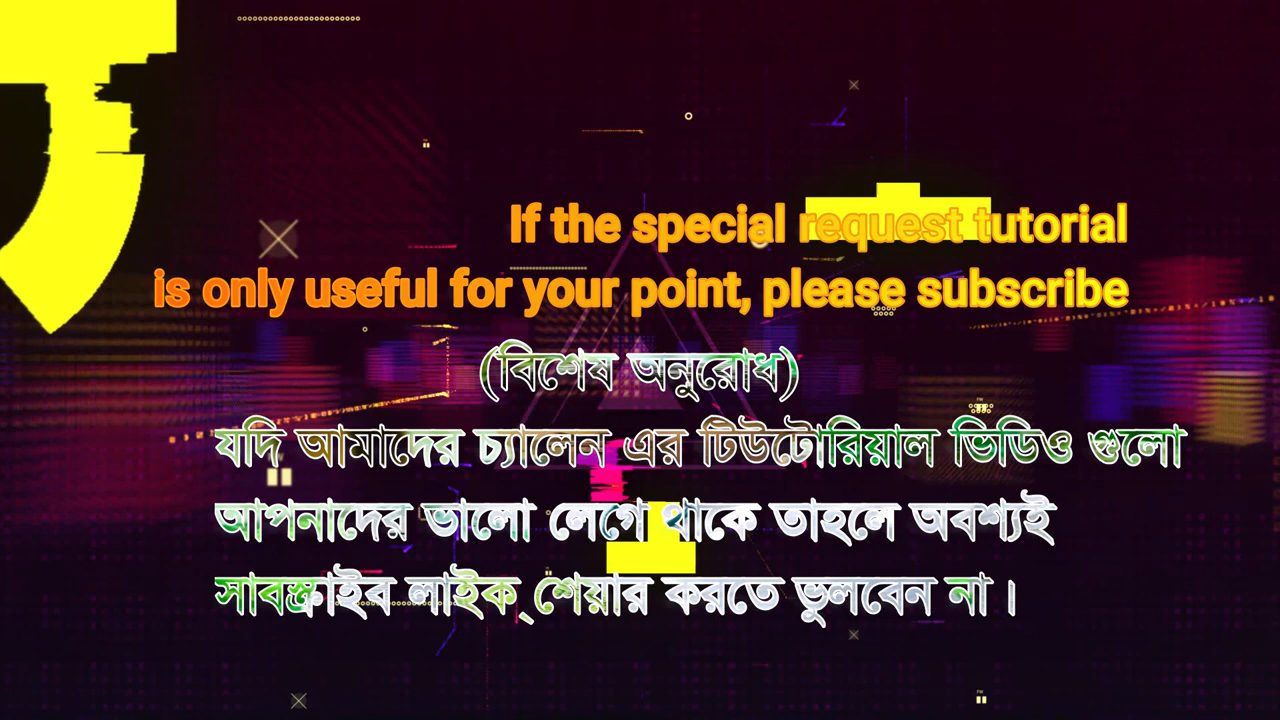 If the special request tutorial
is only useful for your point, please subscribe
(বিশেষ অনুরোধ)
যদি আমাদের চ্যালেন এর টিউটোরিয়াল ভিডিও গুলো
আপনাদের ভালো লেগে থাকে তাহলে অবশ্যই
সাবস্ক্রাইব লাইক্ শেয়ার করতে ভুলবেন না।